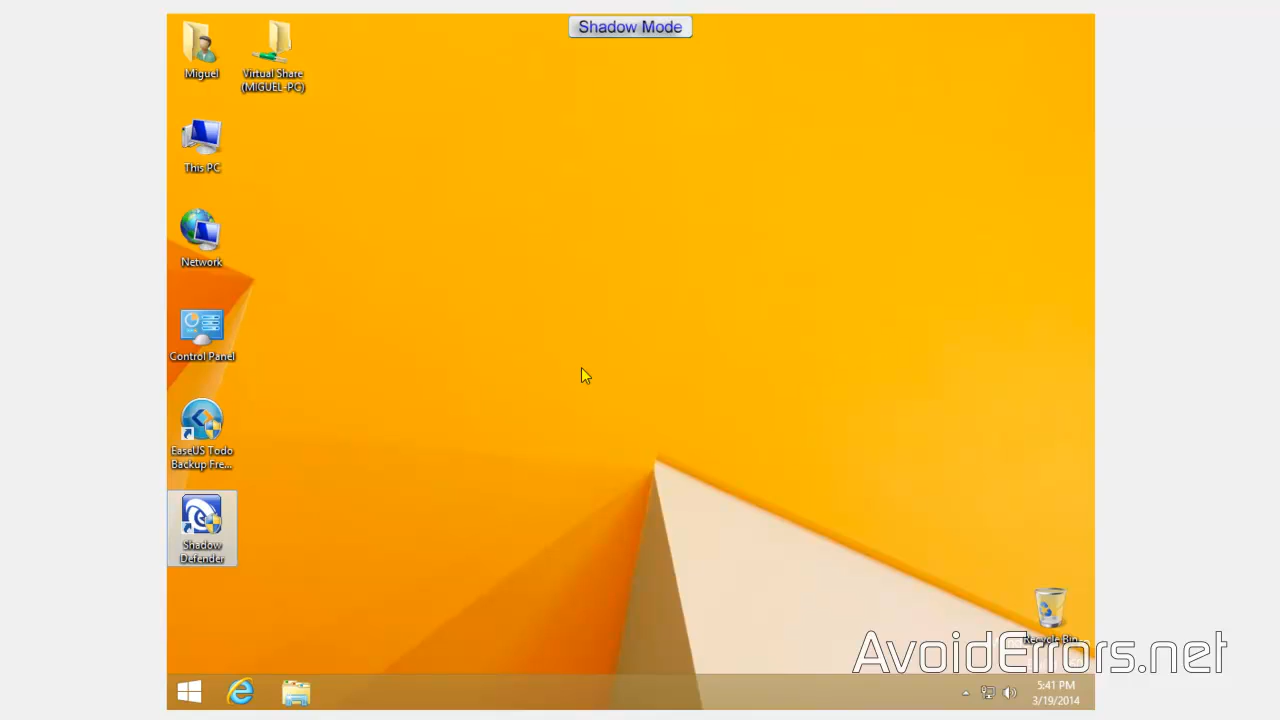 Shadow Mode
Miguel
Virtual Share
(MIGUEL-PC)
This PC
Network
Control Panel
EaseUS Todo
Backup Fre...
Shadow
Defender
Recycle Bin
AvoidErrors.net
5:41 PM
3/19/2014